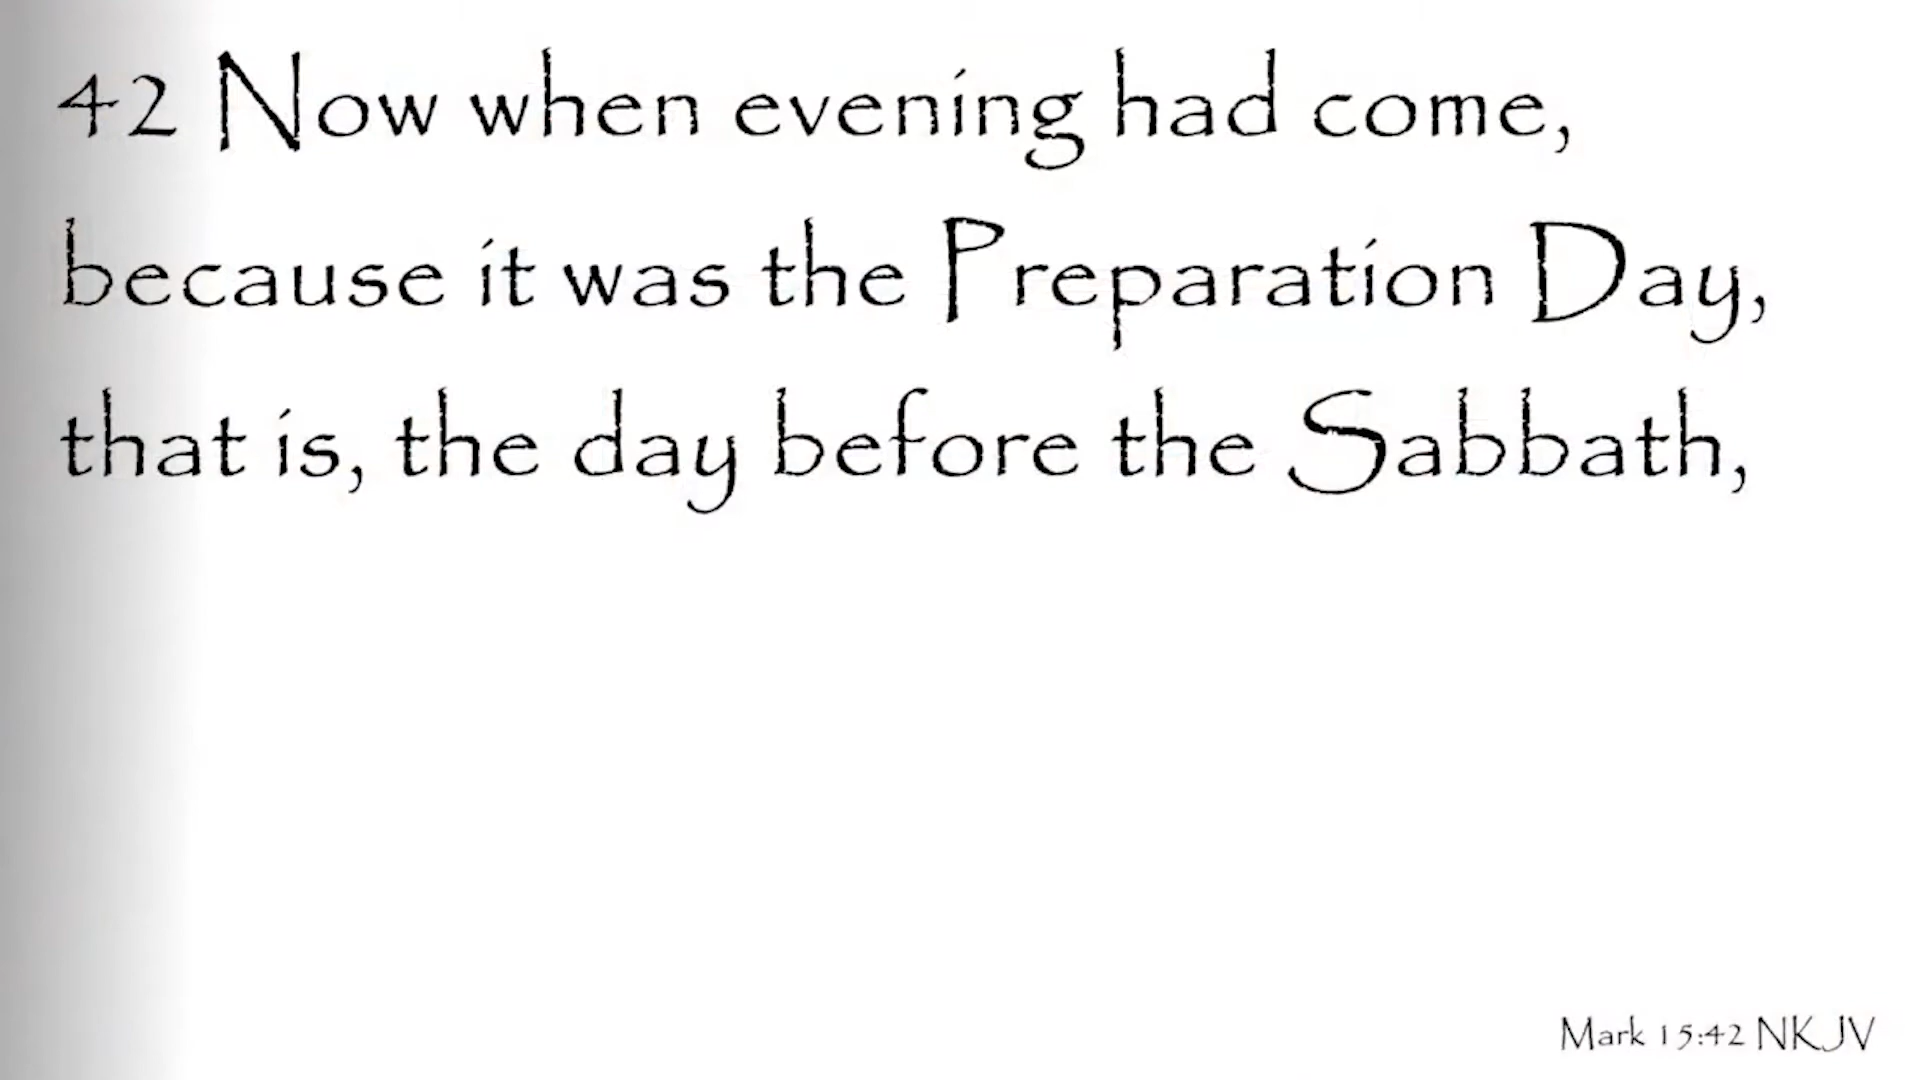 42 Now when evening had come,
because it was the Preparation Day,
that is, the day before the Sabbath,
Mark 15:42 NKJV